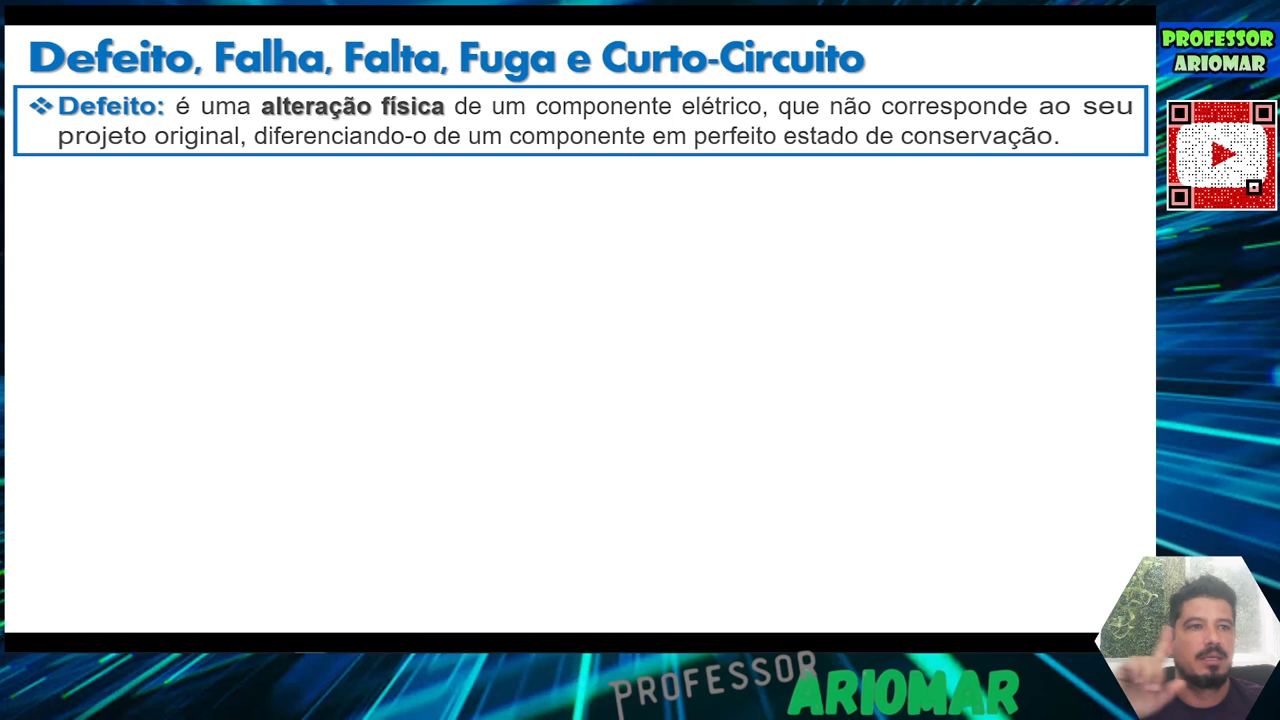 Defeito, Falha, Falta, Fuga e Curto-Circuito
❖ Defeito: é uma alteração física de um componente elétrico, que não corresponde ao seu
projeto original, diferenciando-o de um componente em perfeito estado de conservação.
PROFESSOR
ARIOMAR
PROFESSOR
ARIOMAR